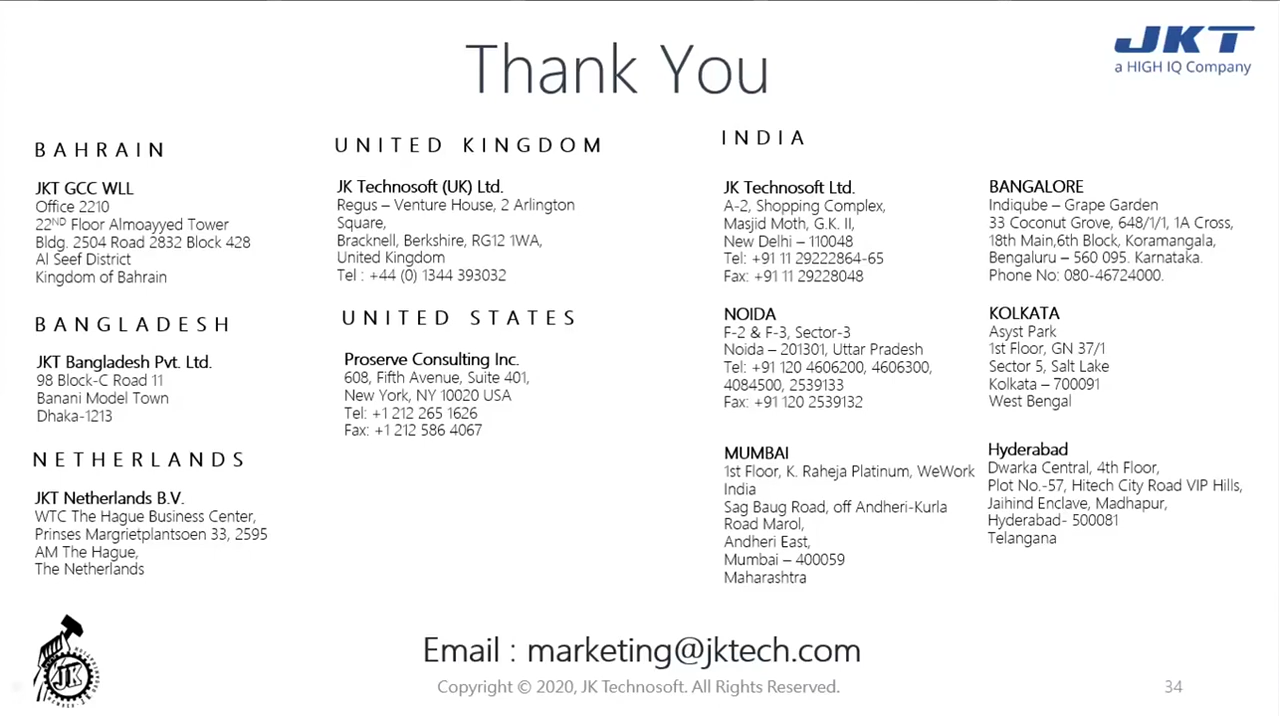 Thank You
JKT
a HIGH IQ Company
BAHRAIN
JKT GCC WLL
Office 2210
22ND Floor Almoayyed Tower
Bldg. 2504 Road 2832 Block 428
Al Seef District
Kingdom of Bahrain
BANGLADESH
JKT Bangladesh Pvt. Ltd.
98 Block-C Road 11
Banani Model Town
Dhaka-1213
NETHERLANDS
JKT Netherlands B.V.
WTC The Hague Business Center,
Prinses Margrietplantsoen 33, 2595
AM The Hague,
The Netherlands
UNITED KINGDOM
JK Technosoft (UK) Ltd.
Regus – Venture House, 2 Arlington
Square,
Bracknell, Berkshire, RG12 1WA,
United Kingdom
Tel : +44 (0) 1344 393032
UNITED STATES
Proserve Consulting Inc.
608, Fifth Avenue, Suite 401,
New York, NY 10020 USA
Tel: +1 212 265 1626
Fax: +1 212 586 4067
INDIA
JK Technosoft Ltd.
A-2, Shopping Complex,
Masjid Moth, G.K. II,
New Delhi – 110048
Tel: +91 11 29222864-65
Fax: +91 11 29228048
NOIDA
F-2 & F-3, Sector-3
Noida – 201301, Uttar Pradesh
Tel: +91 120 4606200, 4606300,
4084500, 2539133
Fax: +91 120 2539132
MUMBAI
1st Floor, K. Raheja Platinum, WeWork
India
Sag Baug Road, off Andheri-Kurla
Road Marol,
Andheri East,
Mumbai – 400059
Maharashtra
BANGALORE
Indiqube – Grape Garden
33 Coconut Grove, 648/1/1, 1A Cross,
18th Main,6th Block, Koramangala,
Bengaluru – 560 095. Karnataka.
Phone No: 080-46724000.
KOLKATA
Asyst Park
1st Floor, GN 37/1
Sector 5, Salt Lake
Kolkata – 700091
West Bengal
Hyderabad
Dwarka Central, 4th Floor,
Plot No.-57, Hitech City Road VIP Hills,
Jaihind Enclave, Madhapur,
Hyderabad- 500081
Telangana
JK
Email : marketing@jktech.com
Copyright © 2020, JK Technosoft. All Rights Reserved.
34